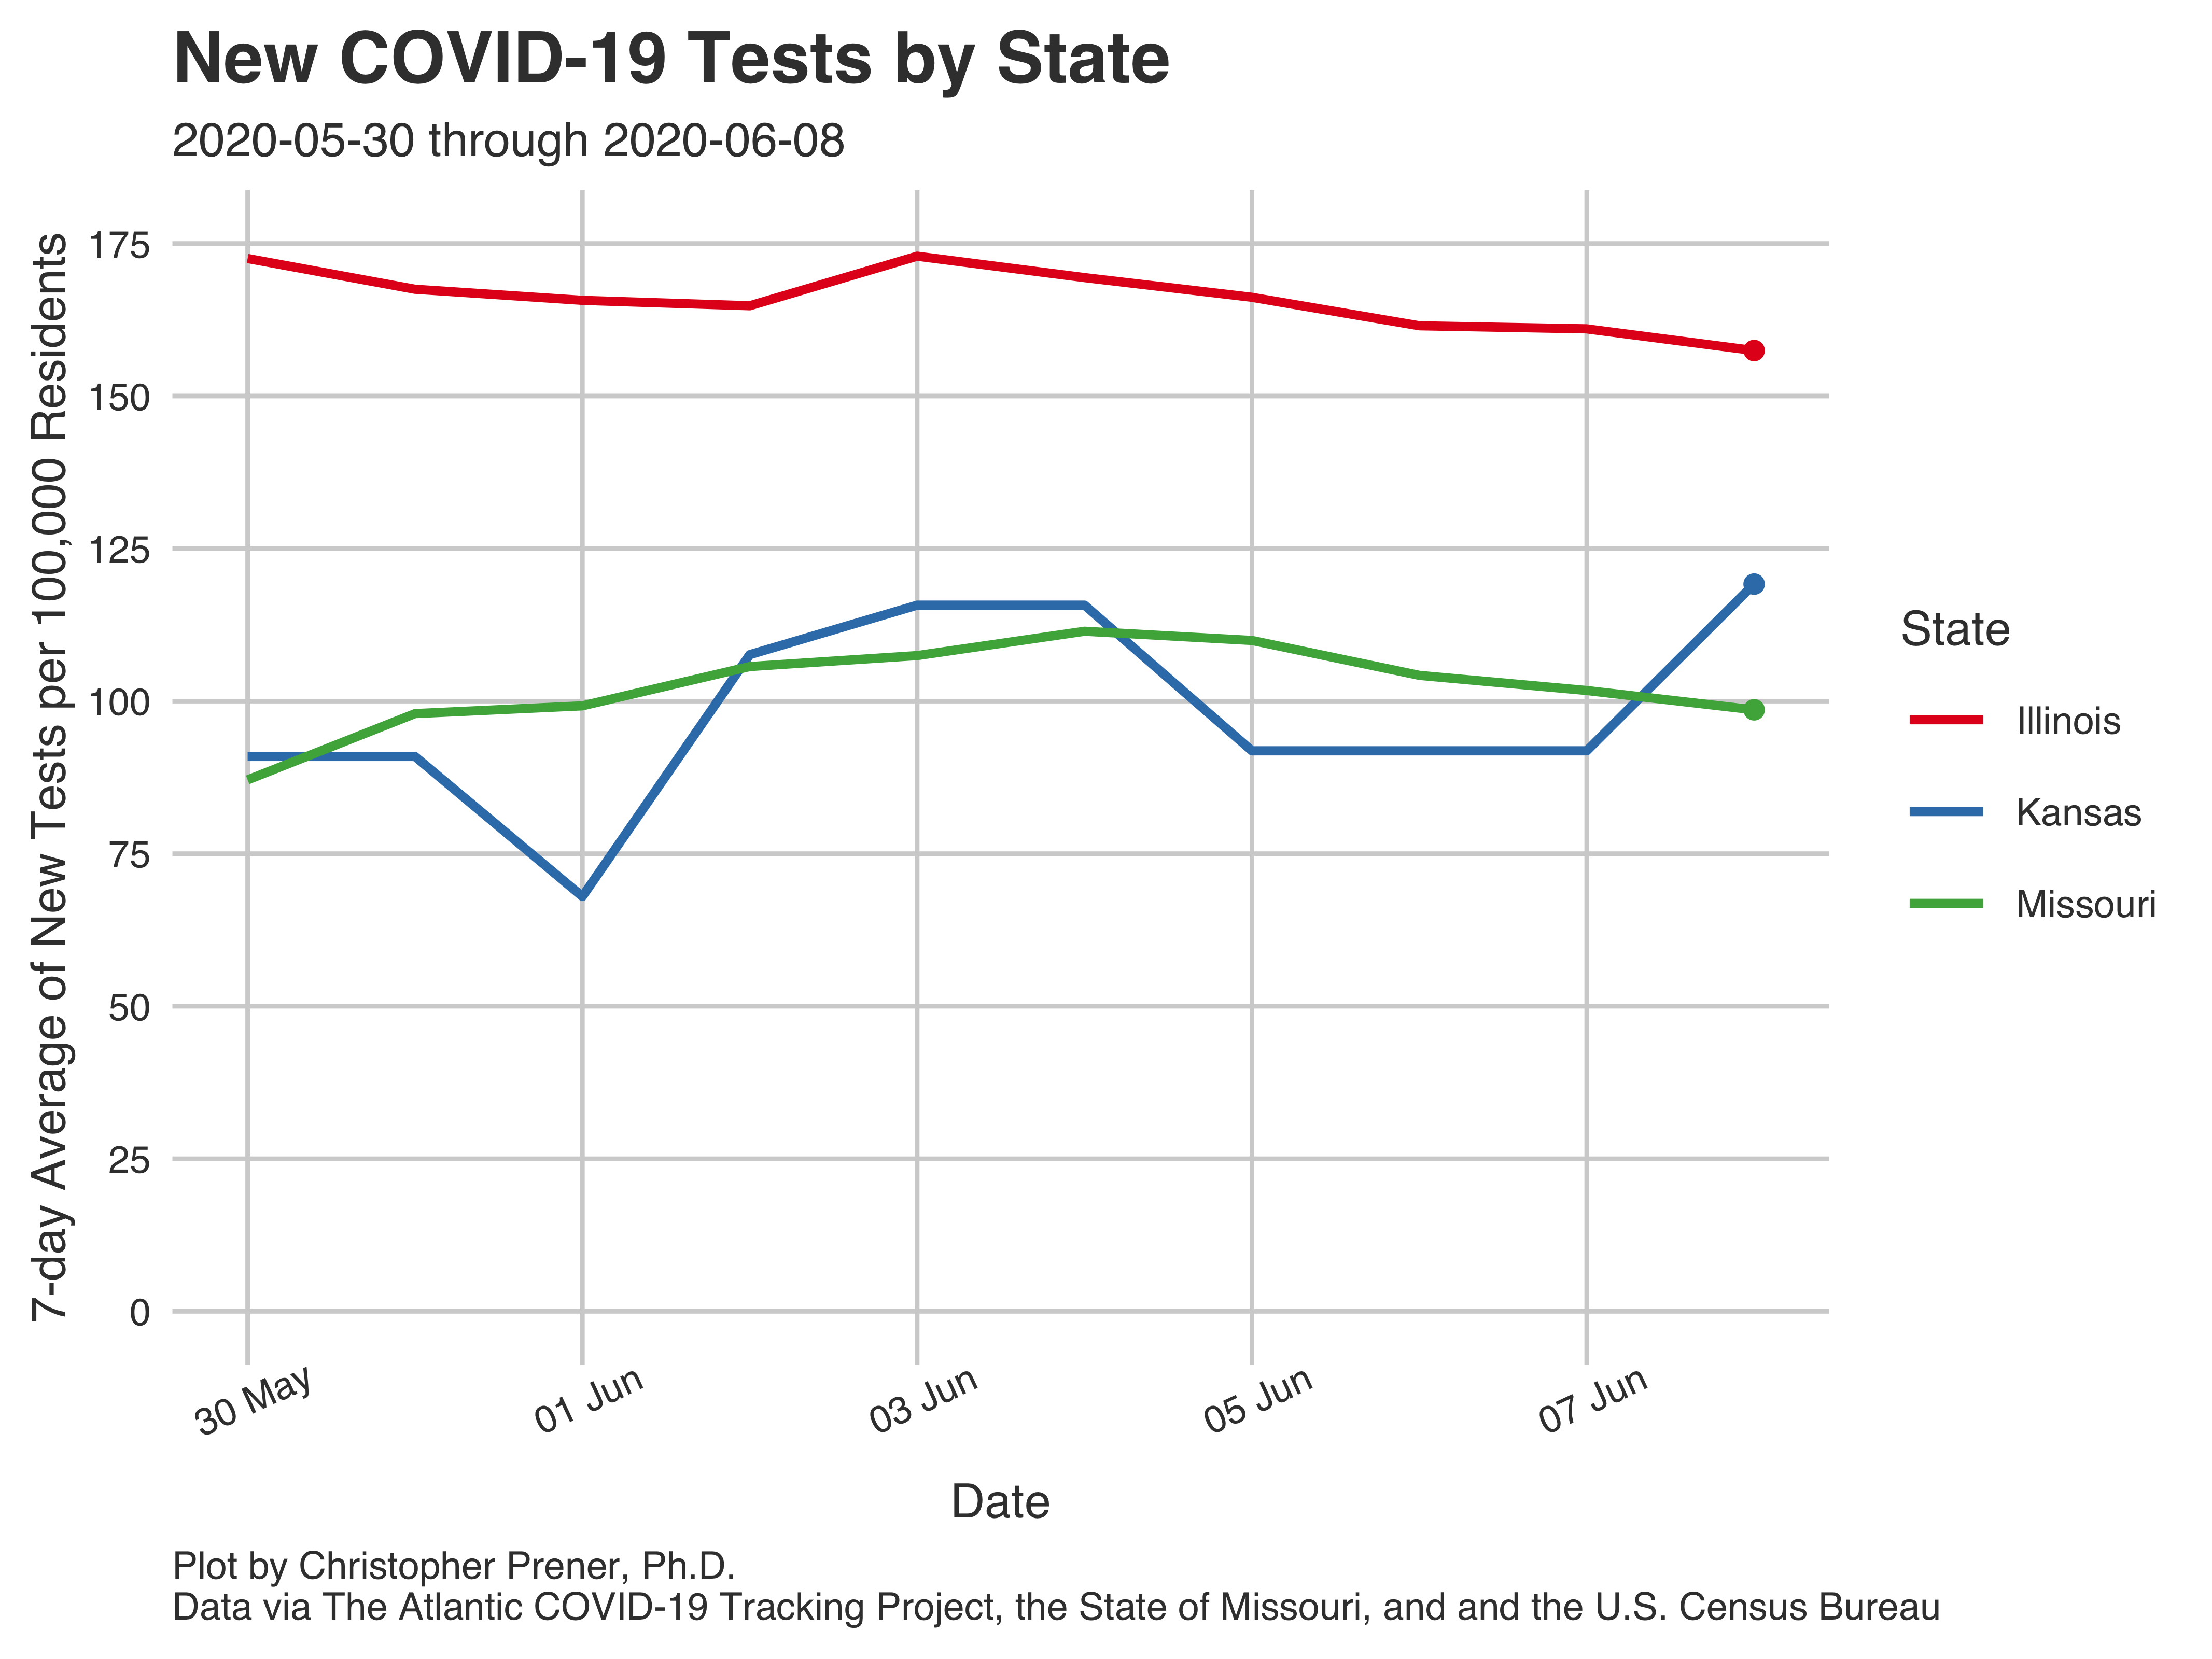 New COVID-19 Tests by State
2020-05-30 through 2020-06-08
7-day Average of New Tests per 100,000 Residents
175
150
125
100
75
50
25
0
30 May
01 Jun
03 Jun
05 Jun
07 Jun
Date
State
Illinois
Kansas
Missouri
Plot by Christopher Prener, Ph.D.
Data via The Atlantic COVID-19 Tracking Project, the State of Missouri, and and the U.S. Census Bureau